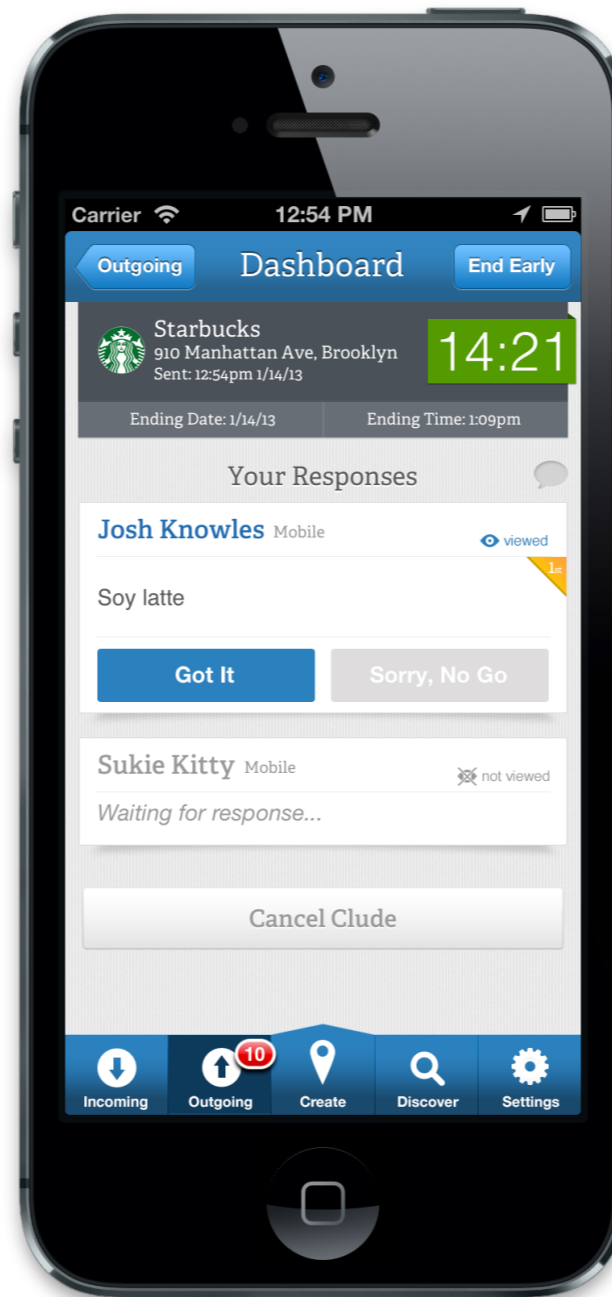 Carrier 12:54 PM
Outgoing Dashboard End Early
Starbucks
910 Manhattan Ave, Brooklyn
Sent: 12:54pm 1/14/13
14:21
Ending Date: 1/14/13 Ending Time: 1:09pm
Your Responses
Josh Knowles Mobile viewed
1st
Soy latte
Got It Sorry, No Go
Sukie Kitty Mobile not viewed
Waiting for response...
Cancel Clude
10
Incoming Outgoing Create Discover Settings